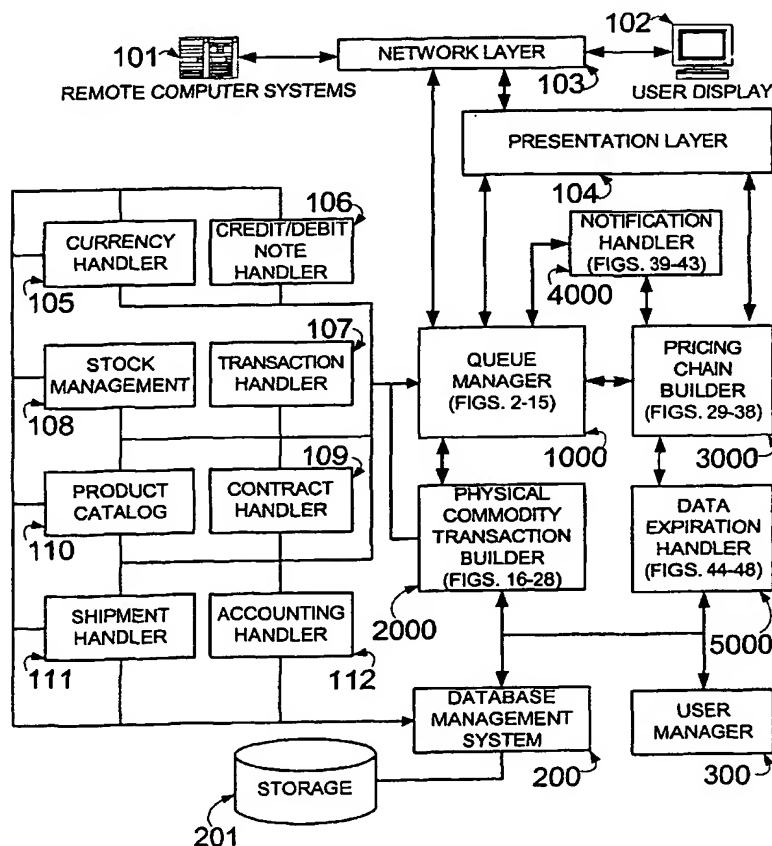 101
REMOTE COMPUTER SYSTEMS
NETWORK LAYER
103
102
USER DISPLAY
PRESENTATION LAYER
104
CURRENCY
HANDLER
105
106
CREDIT/DEBIT
NOTE
HANDLER
NOTIFICATION
HANDLER
(FIGS. 39-43)
4000
STOCK
MANAGEMENT
108
107
TRANSACTION
HANDLER
QUEUE
MANAGER
(FIGS. 2-15)
1000
PRICING
CHAIN
BUILDER
(FIGS. 29-38)
3000
PRODUCT
CATALOG
110
109
CONTRACT
HANDLER
PHYSICAL
COMMODITY
TRANSACTION
BUILDER
(FIGS. 16-28)
2000
DATA
EXPIRATION
HANDLER
(FIGS. 44-48)
5000
SHIPMENT
HANDLER
111
ACCOUNTING
HANDLER
112
DATABASE
MANAGEMENT
SYSTEM
200
USER
MANAGER
300
STORAGE
201